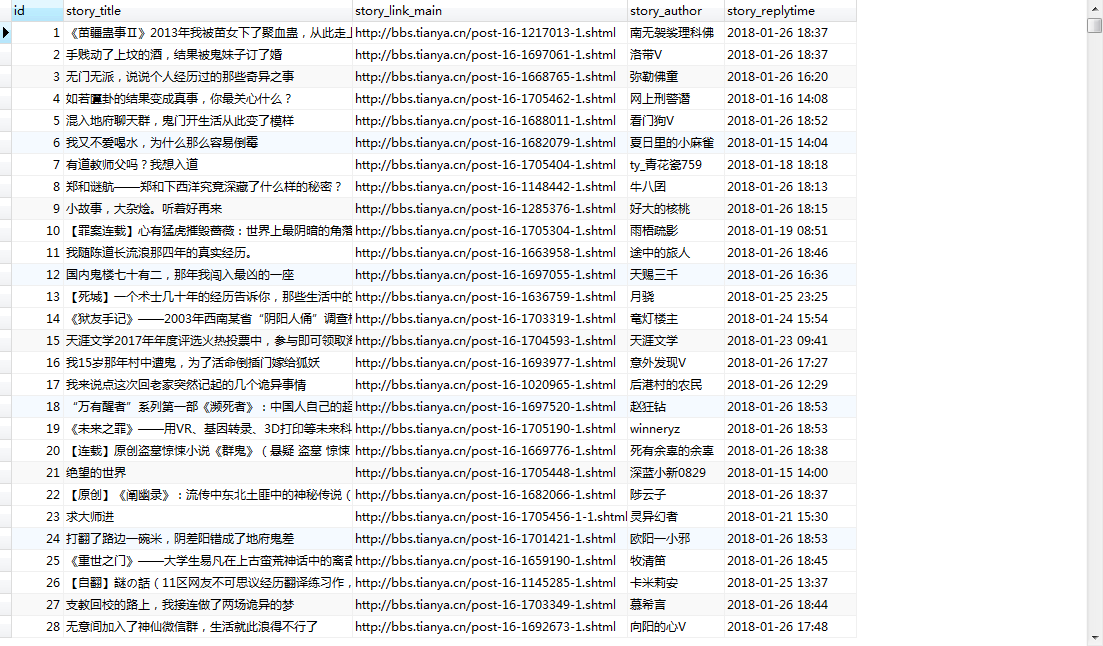 id story_title story_link_main story_author story_replytime
1 《苗疆蛊事Ⅱ》2013年我被苗女下了聚血蛊，从此走上 http://bbs.tianya.cn/post-16-1217013-1.shtml 南无袈裟理科佛 2018-01-26 18:37
2 手贱动了上坟的酒，结果被鬼妹子订了婚 http://bbs.tianya.cn/post-16-1697061-1.shtml 洛带V 2018-01-26 18:37
3 无门无派，说说个人经历过的那些奇异之事 http://bbs.tianya.cn/post-16-1668765-1.shtml 弥勒佛童 2018-01-26 16:20
4 如若卦的结果变成真事，你最关心什么？ http://bbs.tianya.cn/post-16-1705462-1.shtml 网上刑警 2018-01-16 14:08
5 混入地府聊天群，鬼门开生活从此变了模样 http://bbs.tianya.cn/post-16-1688011-1.shtml 看门狗V 2018-01-26 18:52
6 我又不爱喝水，为什么那么容易倒霉 http://bbs.tianya.cn/post-16-1682079-1.shtml 夏日里的小麻雀 2018-01-15 14:04
7 有道教师父吗？我想入道 http://bbs.tianya.cn/post-16-1705404-1.shtml ty_青花瓷759 2018-01-18 18:18
8 郑和谜航——郑和下西洋究竟深藏了什么样的秘密？ http://bbs.tianya.cn/post-16-1148442-1.shtml 牛八团 2018-01-26 18:13
9 小故事，大杂烩。听着好再来 http://bbs.tianya.cn/post-16-1285376-1.shtml 好大的核桃 2018-01-26 18:15
10 【罪案连载】心有猛虎摧毁蔷薇：世界上最阴暗的角落 http://bbs.tianya.cn/post-16-1705304-1.shtml 雨梧疏影 2018-01-19 08:51
11 我随陈道长流浪那四年的真实经历。 http://bbs.tianya.cn/post-16-1663958-1.shtml 途中的旅人 2018-01-26 18:46
12 国内鬼楼七十有二，那年我闯入最凶的一座 http://bbs.tianya.cn/post-16-1697055-1.shtml 天赐三千 2018-01-26 16:36
13 【死城】一个术士几十年的经历告诉你，那些生活中的 http://bbs.tianya.cn/post-16-1636759-1.shtml 月骁 2018-01-25 23:25
14 《狱友手记》——2003年西南某省“阴阳人俑”调查 http://bbs.tianya.cn/post-16-1703319-1.shtml 鬼灯楼主 2018-01-24 15:54
15 天涯文学2017年年度评选火热投票中，参与即可领取 http://bbs.tianya.cn/post-16-1704593-1.shtml 天涯文学 2018-01-23 09:41
16 我15岁那年村中遭鬼，为了活命倒插门嫁给狐妖 http://bbs.tianya.cn/post-16-1693977-1.shtml 意外发现V 2018-01-26 17:27
17 我来说点这次回老家突然记起的几个诡异事情 http://bbs.tianya.cn/post-16-1020965-1.shtml 后港村的农民 2018-01-26 12:29
18 “万有醒者”系列第一部《濒死者》：中国人自己的超 http://bbs.tianya.cn/post-16-1697520-1.shtml 赵狂钻 2018-01-26 18:53
19 《未来之罪》——用VR、基因转录、3D打印等未来科 http://bbs.tianya.cn/post-16-1705190-1.shtml winneryz 2018-01-26 18:53
20 【连载】原创盗墓惊悚小说《群鬼》（悬疑 盗墓 惊悚 http://bbs.tianya.cn/post-16-1669776-1.shtml 死有余辜的余辜 2018-01-26 18:38
21 绝望的世界 http://bbs.tianya.cn/post-16-1705448-1.shtml 深蓝小新0829 2018-01-15 14:00
22 【原创】《阐幽录》：流传中东北土匪中的神秘传说（ http://bbs.tianya.cn/post-16-1682066-1.shtml 陟云子 2018-01-26 18:37
23 求大师进 http://bbs.tianya.cn/post-16-1705456-1-1.shtml 灵异幻者 2018-01-21 15:30
24 打翻了路边一碗米，阴差阳错成了地府鬼差 http://bbs.tianya.cn/post-16-1701421-1.shtml 欧阳一小邪 2018-01-26 18:53
25 《重世之门》——大学生易凡在上古蛮荒神话中的离奇 http://bbs.tianya.cn/post-16-1659190-1.shtml 牧清笛 2018-01-26 18:45
26 【自翻】謎の話（11区网友不可思议经历翻译练习作， http://bbs.tianya.cn/post-16-1145285-1.shtml 卡米莉安 2018-01-25 13:37
27 支教回校的路上，我接连做了两场诡异的梦 http://bbs.tianya.cn/post-16-1703349-1.shtml 慕希言 2018-01-26 18:44
28 无意间加入了神仙微信群，生活就此浪得不行了 http://bbs.tianya.cn/post-16-1692673-1.shtml 向阳的心V 2018-01-26 17:48